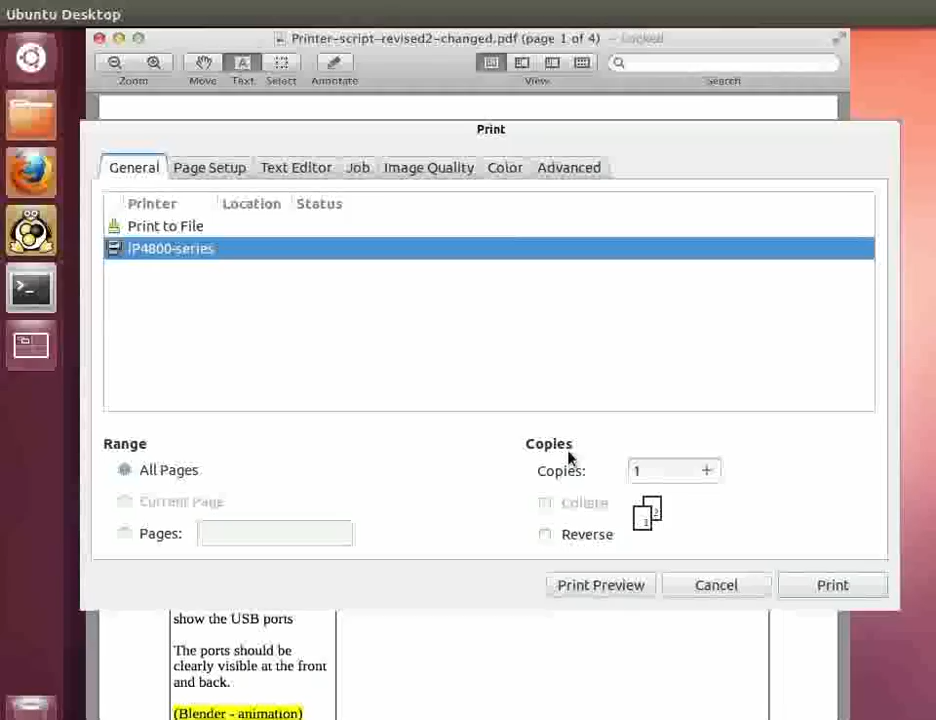 Ubuntu Desktop
Printer-script-revised2-changed.pdf (page 1 of 4) — Locked
Zoom Move Text Select Annotate View Search
Print
General Page Setup Text Editor Job Image Quality Color Advanced
Printer Location Status
Print to File
iP4800-series
Range Copies
All Pages Copies: 1 +
Current Page Collate
Pages: Reverse
Print Preview Cancel Print
show the USB ports
The ports should be
clearly visible at the front
and back.
(Blender - animation)